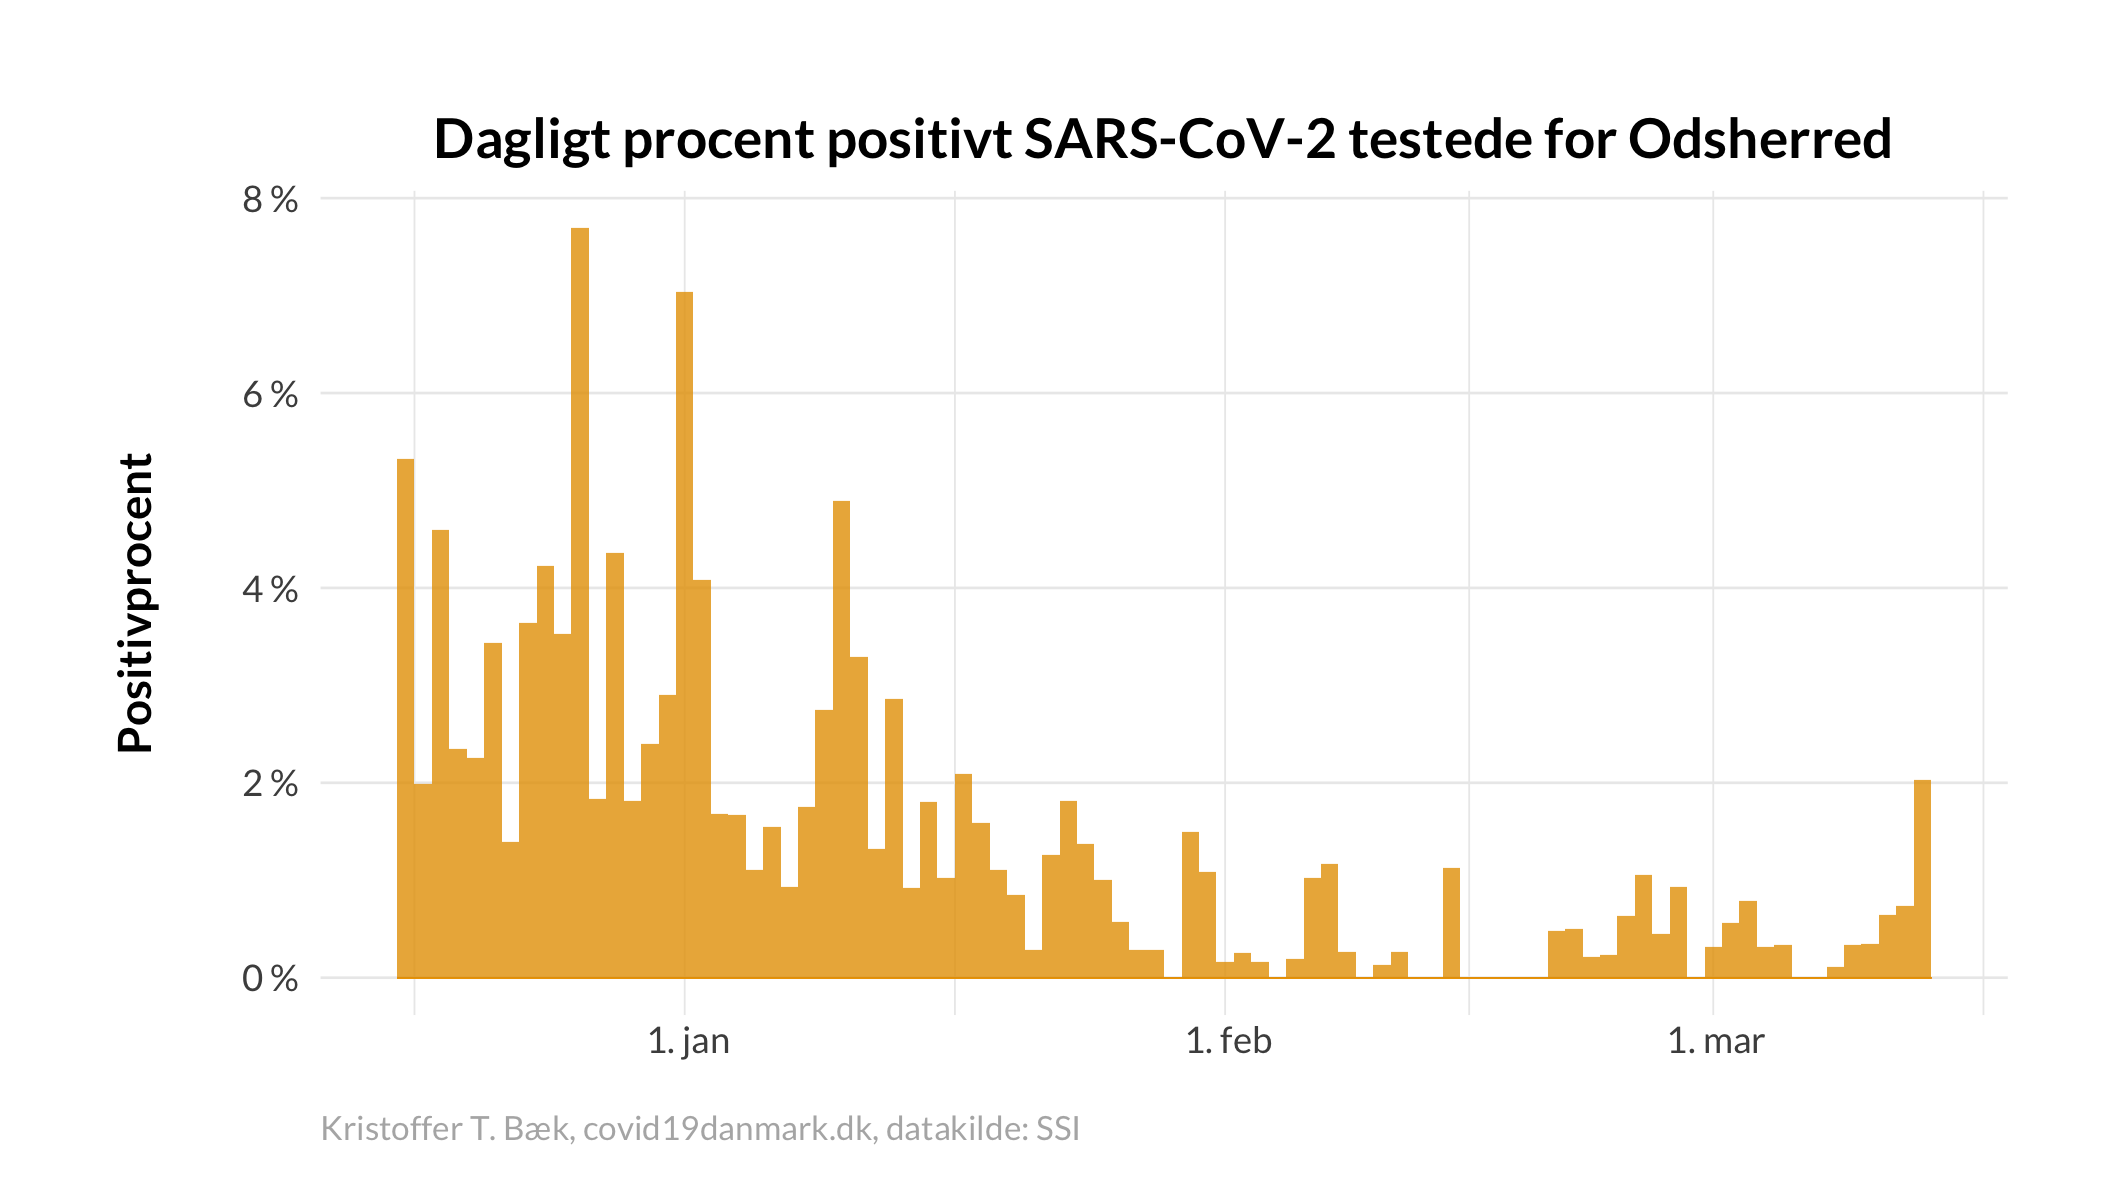 Dagligt procent positivt SARS-CoV-2 testede for Odsherred
Positivprocent
8 %
6 %
4 %
2 %
0 %
1. jan
1. feb
1. mar
Kristoffer T. Bæk, covid19danmark.dk, datakilde: SSI